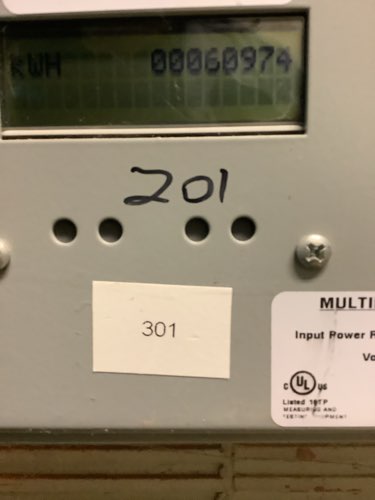 kWH 00060974
201
301
MULTI
Input Power R
Vo
c UL us
Listed
MEASURING AND